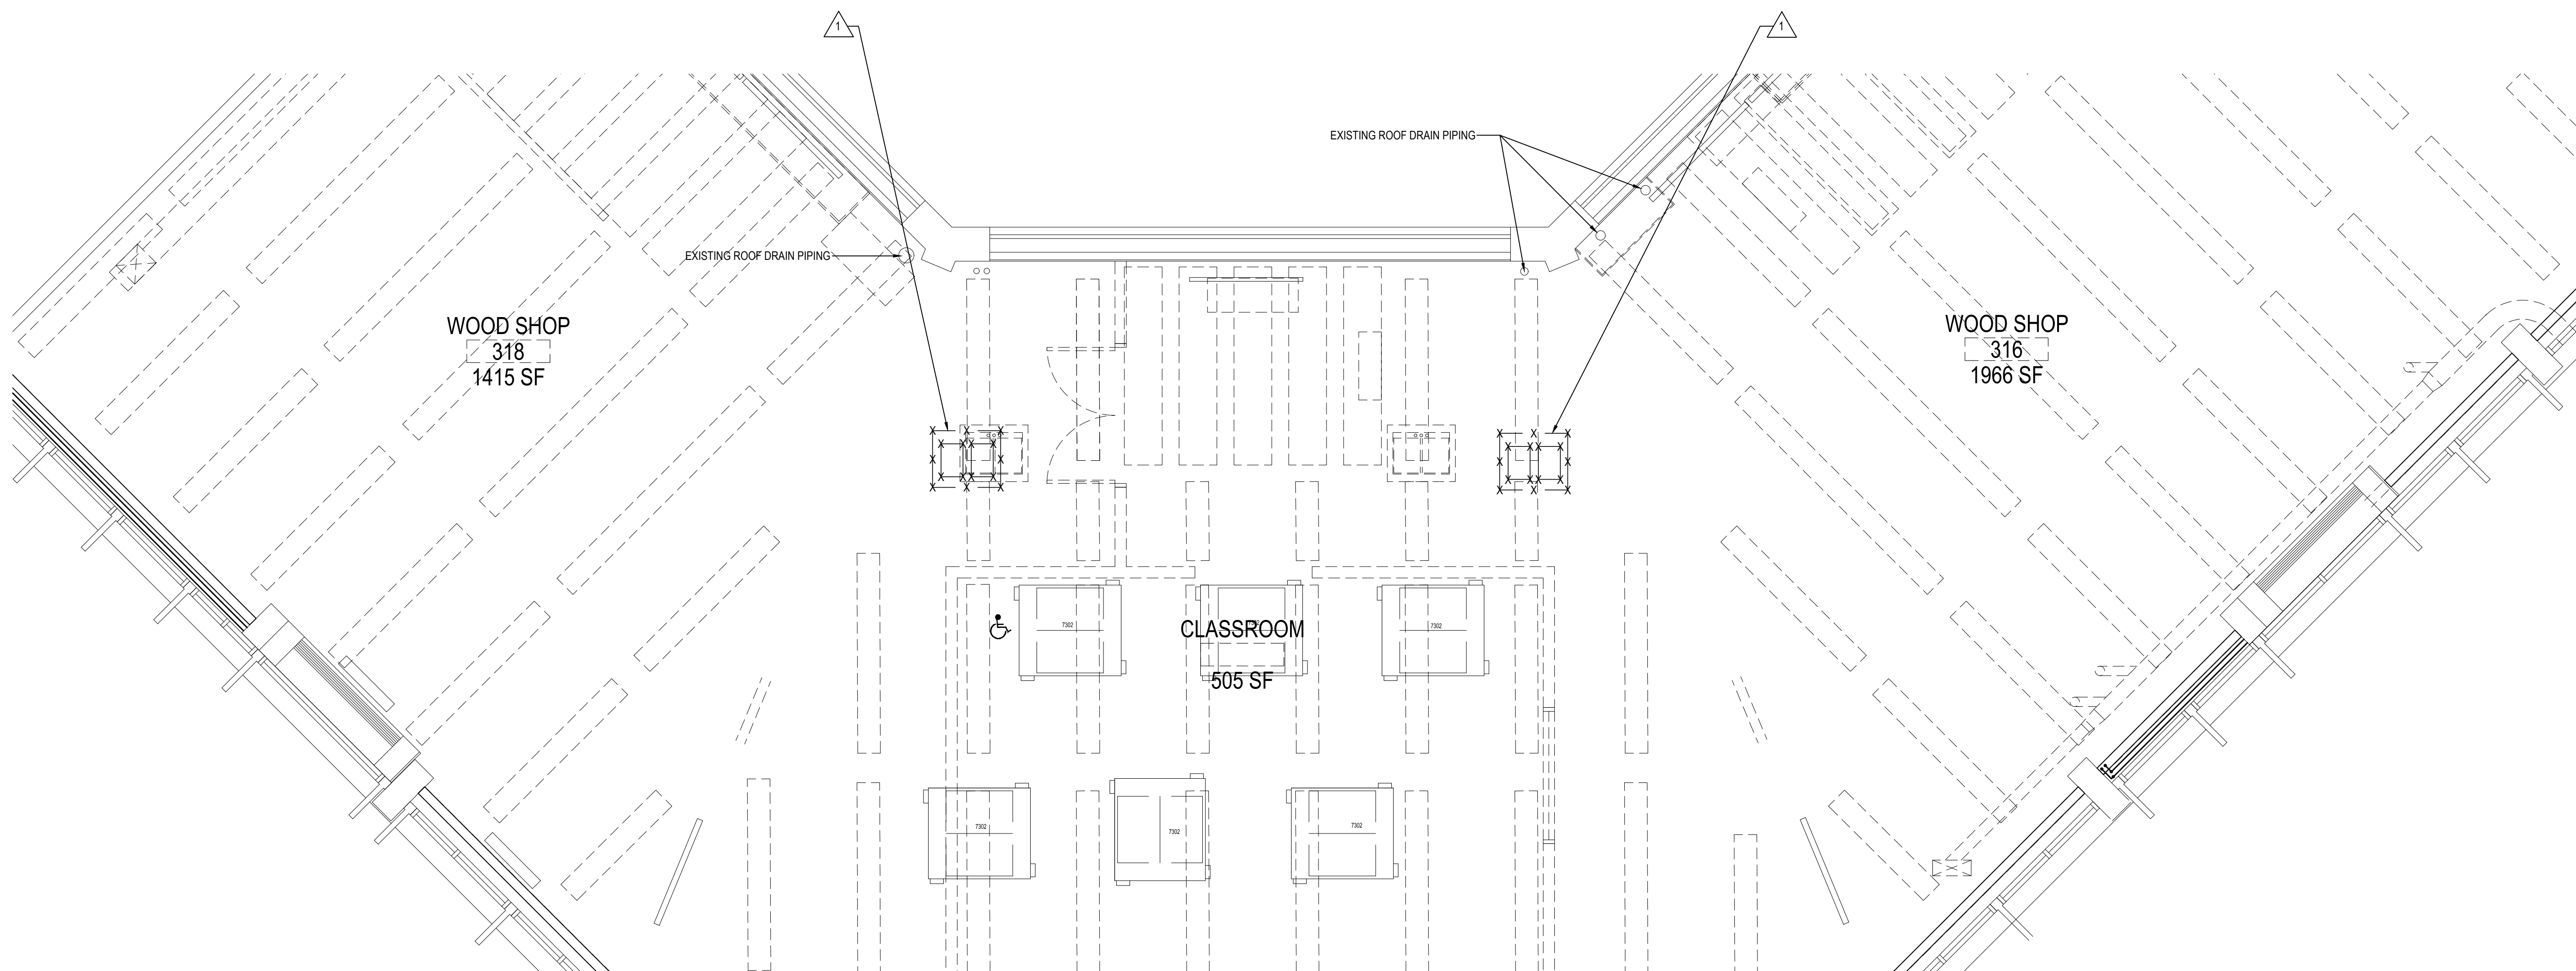 1
1
EXISTING ROOF DRAIN PIPING
EXISTING ROOF DRAIN PIPING
WOOD SHOP
318
1415 SF
WOOD SHOP
316
1966 SF
7302
CLASSROOM
505 SF
7302
7302
7302
7302